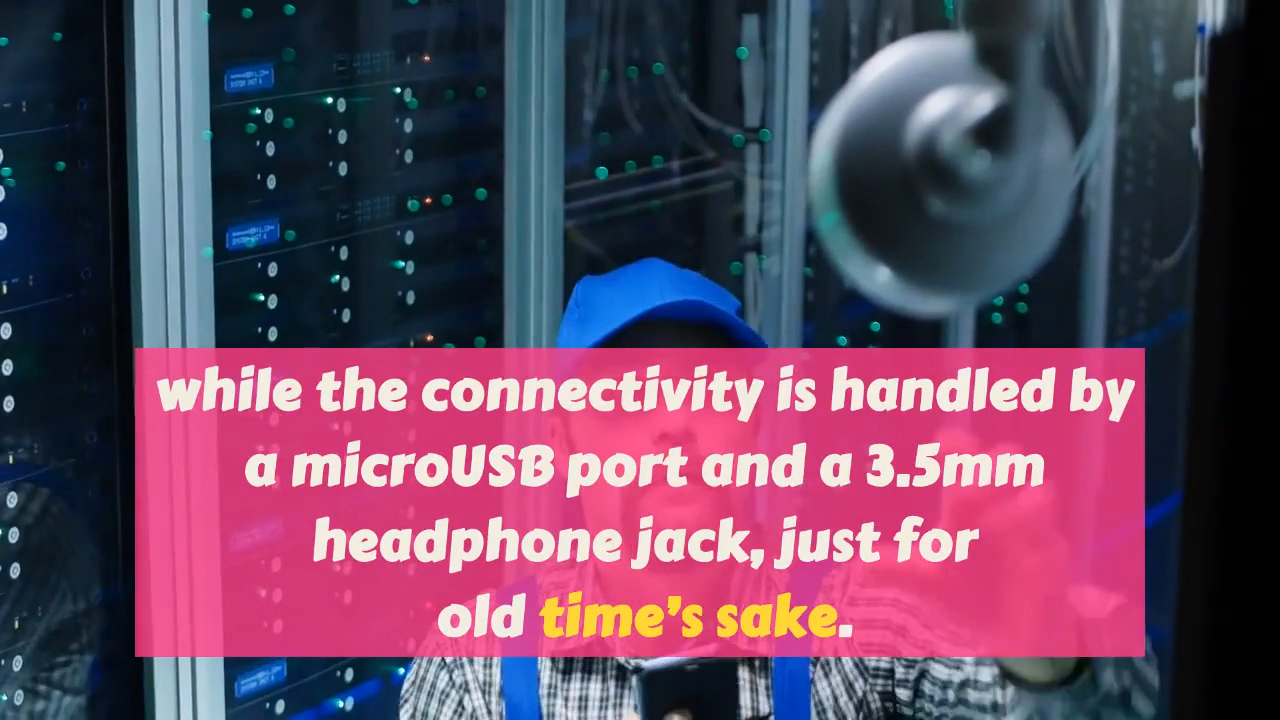 while the connectivity is handled by
a microUSB port and a 3.5mm
headphone jack, just for
old time's sake.